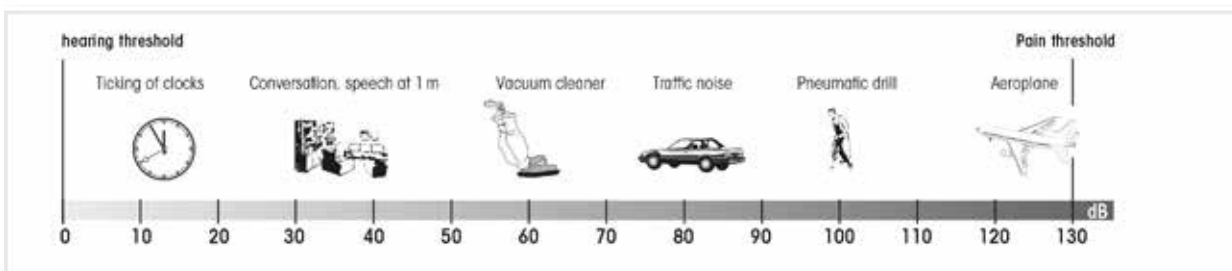 hearing threshold Pain threshold
Ticking of clocks Conversation, speech at 1 m Vacuum cleaner Traffic noise Pneumatic drill Aeroplane
dB
0 10 20 30 40 50 60 70 80 90 100 110 120 130